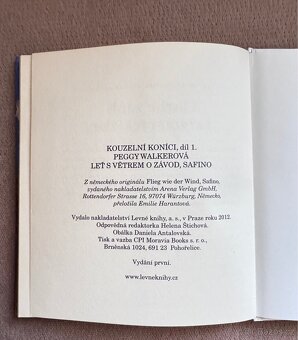 KOUZELNÍ KONÍCI, díl 1.
PEGGY WALKEROVÁ
LEŤ S VĚTREM O ZÁVOD, SAFINO
Z německého originálu Flieg wie der Wind, Safino,
vydaného nakladatelstvím Arena Verlag GmbH,
Rottendorfer Strasse 16, 97074 Würzburg, Německo,
přeložila Emilie Harantová.
Vydalo nakladatelství Levné knihy, a. s., v Praze roku 2012.
Odpovědná redaktorka Helena Štichová.
Obálka Daniela Antalovská.
Tisk a vazba CPI Moravia Books s. r. o.,
Brněnská 1024, 691 23 Pohořelice.
Vydání první.
www.levneknihy.cz